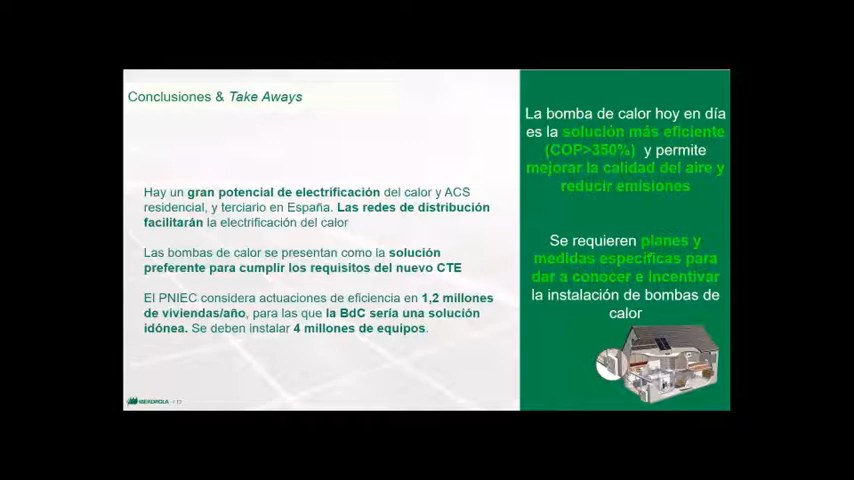 Conclusiones & Take Aways
Hay un gran potencial de electrificación del calor y ACS
residencial, y terciario en España. Las redes de distribución
facilitarán la electrificación del calor
Las bombas de calor se presentan como la solución
preferente para cumplir los requisitos del nuevo CTE
El PNIEC considera actuaciones de eficiencia en 1,2 millones
de viviendas/año, para las que la BdC sería una solución
idónea. Se deben instalar 4 millones de equipos.
IBERDROLA
La bomba de calor hoy en día
es la solución más eficiente
(COP>350%) y permite
mejorar la calidad del aire y
reducir emisiones
Se requieren planes y
medidas específicas para
dar a conocer e incentivar
la instalación de bombas de
calor